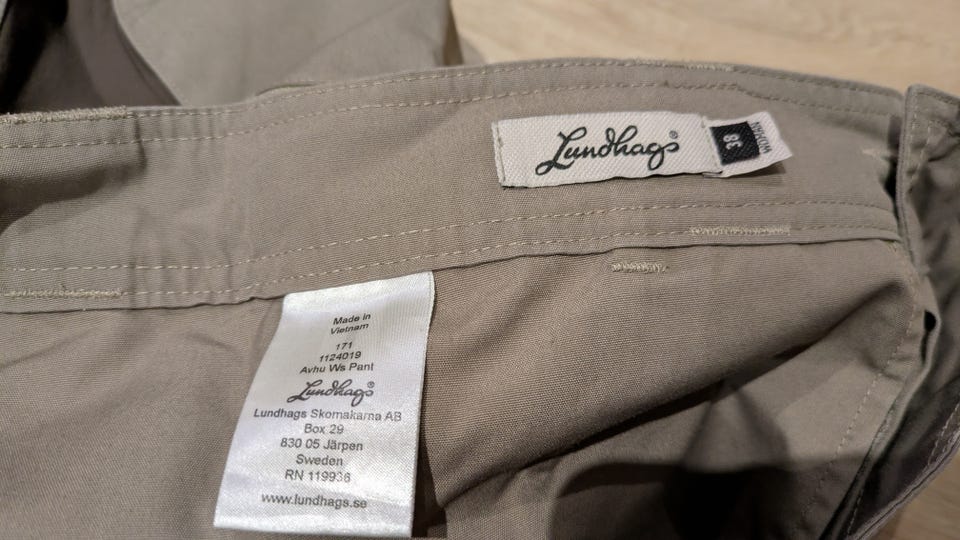 Lundhags®
38
WOMAN
Made in
Vietnam
171
1124019
Avhu Ws Pant
Lundhags®
Lundhags Skomakarna AB
Box 29
830 05 Järpen
Sweden
RN 119936
www.lundhags.se